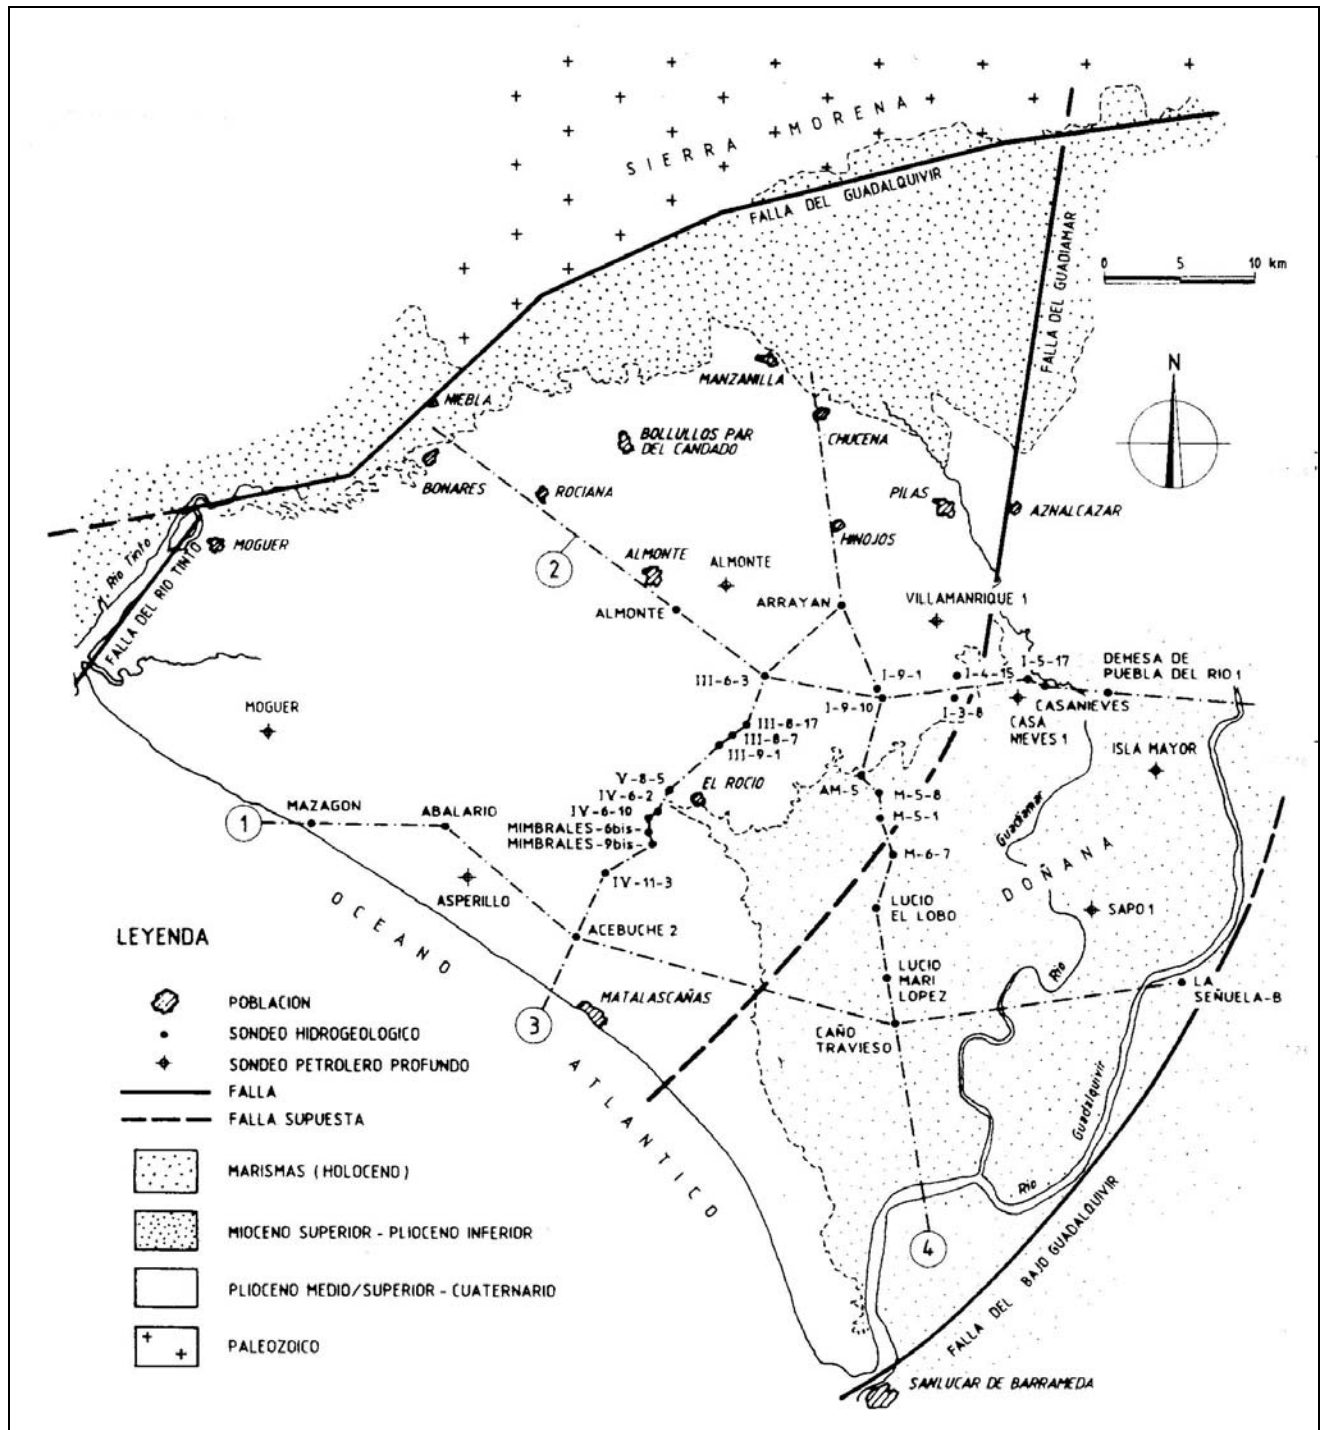 SIERRA MORENA
FALLA DEL GUADALQUIVIR
FALLA DEL GUADIAMAR
0 5 10 km
N
MANZANILLA
NIEBLA
CHUCENA
BOLLULLOS PAR
DEL CANDADO
BONARES
ROCIANA
PILAS
AZNALCAZAR
HINOJOS
MOGUER
Rio Tinto
FALLA DEL RIO TINTO
2
ALMONTE
ALMONTE
ALMONTE
ARRAYAN
VILLAMANRIQUE 1
III-6-3
I-9-1
I-4-15
I-5-17
DEHESA DE
PUEBLA DEL RIO 1
I-9-10
I-3-8
CASANIEVES
CASA
NIEVES 1
MOGUER
III-8-17
III-8-7
III-9-1
ISLA MAYOR
V-8-5
EL ROCIO
IV-6-2
IV-6-10
AM-5
M-5-8
M-5-1
1
MAZAGON
ABALARIO
MIMBRALES-6bis
MIMBRALES-9bis
M-6-7
Guadiamar
DOÑANA
ASPERILLO
IV-11-3
LUCIO
EL LOBO
SAPO 1
OCEANO
ACEBUCHE 2
LUCIO
MARI
LOPEZ
Rio
LA
SEÑUELA-B
3
MATALASCAÑAS
CAÑO
TRAVIESO
ATLANTICO
Guadalquivir
Rio
4
FALLA DEL BAJO GUADALQUIVIR
SANLUCAR DE BARRAMEDA
LEYENDA
POBLACION
SONDEO HIDROGEOLOGICO
SONDEO PETROLERO PROFUNDO
FALLA
FALLA SUPUESTA
MARISMAS (HOLOCENO)
MIOCENO SUPERIOR - PLIOCENO INFERIOR
PLIOCENO MEDIO/SUPERIOR - CUATERNARIO
PALEOZOICO